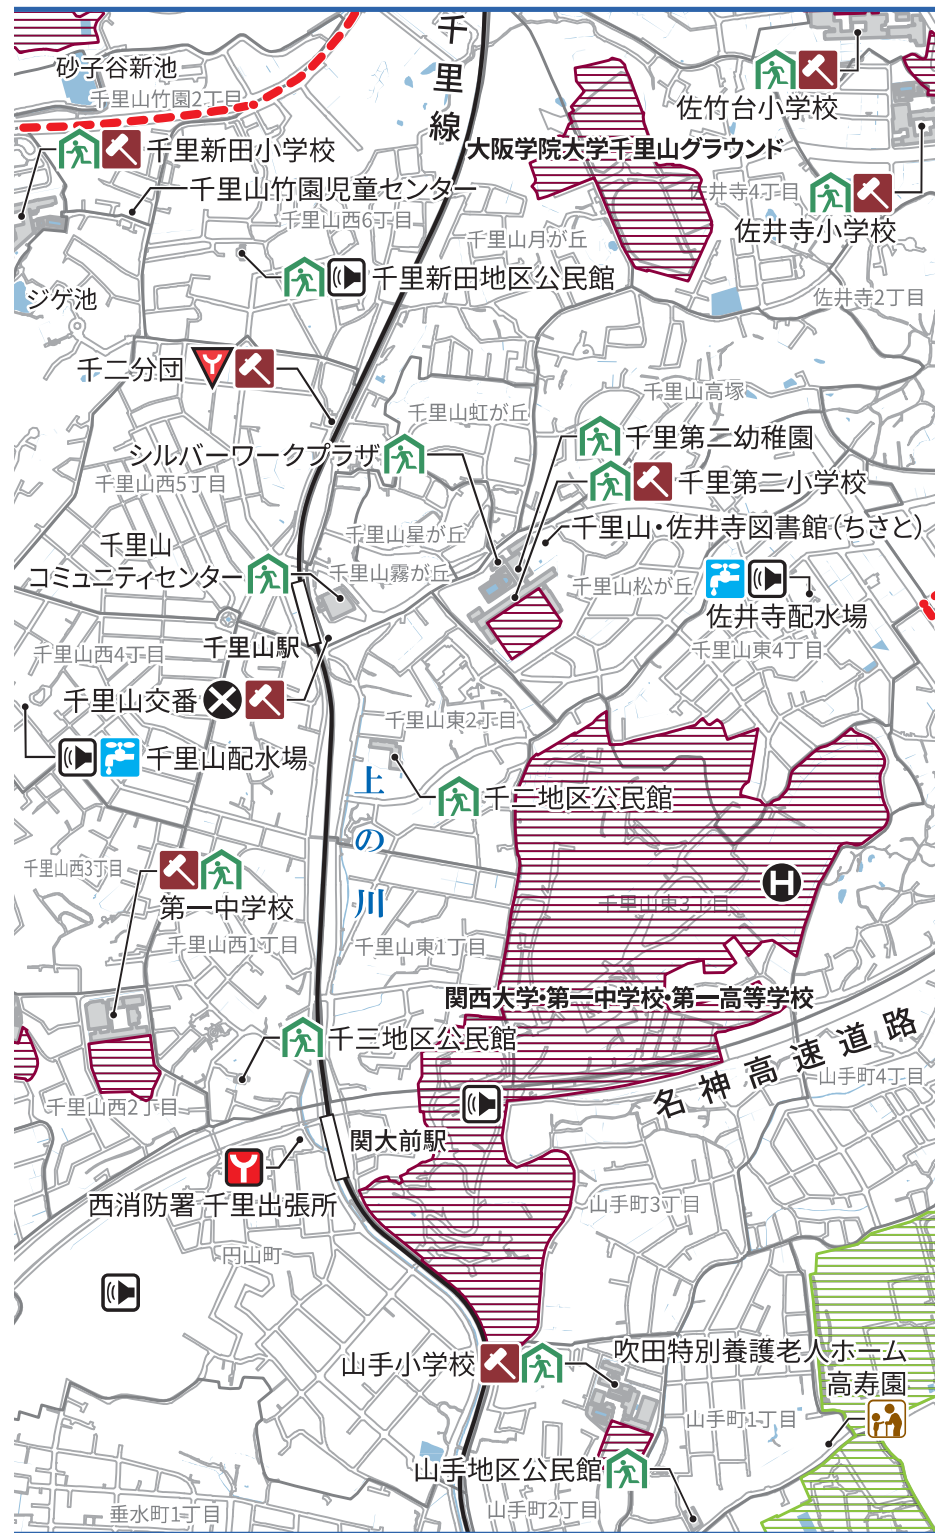 千里線
砂子谷新池
千里山竹園2丁目
佐竹台小学校
千里新田小学校
大阪学院大学千里山グラウンド
千里山竹園児童センター
佐井寺4丁目
千里山西6丁目
佐井寺小学校
千里山月が丘
千里新田地区公民館
ジゲ池
佐井寺2丁目
千二分団
千里山高塚
千里山虹が丘
千里第二幼稚園
シルバーワークプラザ
千里山西5丁目
千里第二小学校
千里山・佐井寺図書館(ちさと)
千里山星が丘
千里山
コミュニティセンター
千里山霧が丘
千里山松が丘
佐井寺配水場
千里山駅
千里山西4丁目
千里山東4丁目
千里山交番
千里山東2丁目
千里山配水場
上の川
千二地区公民館
千里山西3丁目
H
第一中学校
千里山東3丁目
千里山西1丁目
千里山東1丁目
関西大学・第一中学校・第一高等学校
千三地区公民館
名神高速道路
山手町4丁目
千里山西2丁目
関大前駅
西消防署 千里出張所
山手町3丁目
円山町
山手小学校
吹田特別養護老人ホーム
高寿園
山手町1丁目
山手地区公民館
垂水町1丁目
山手町2丁目